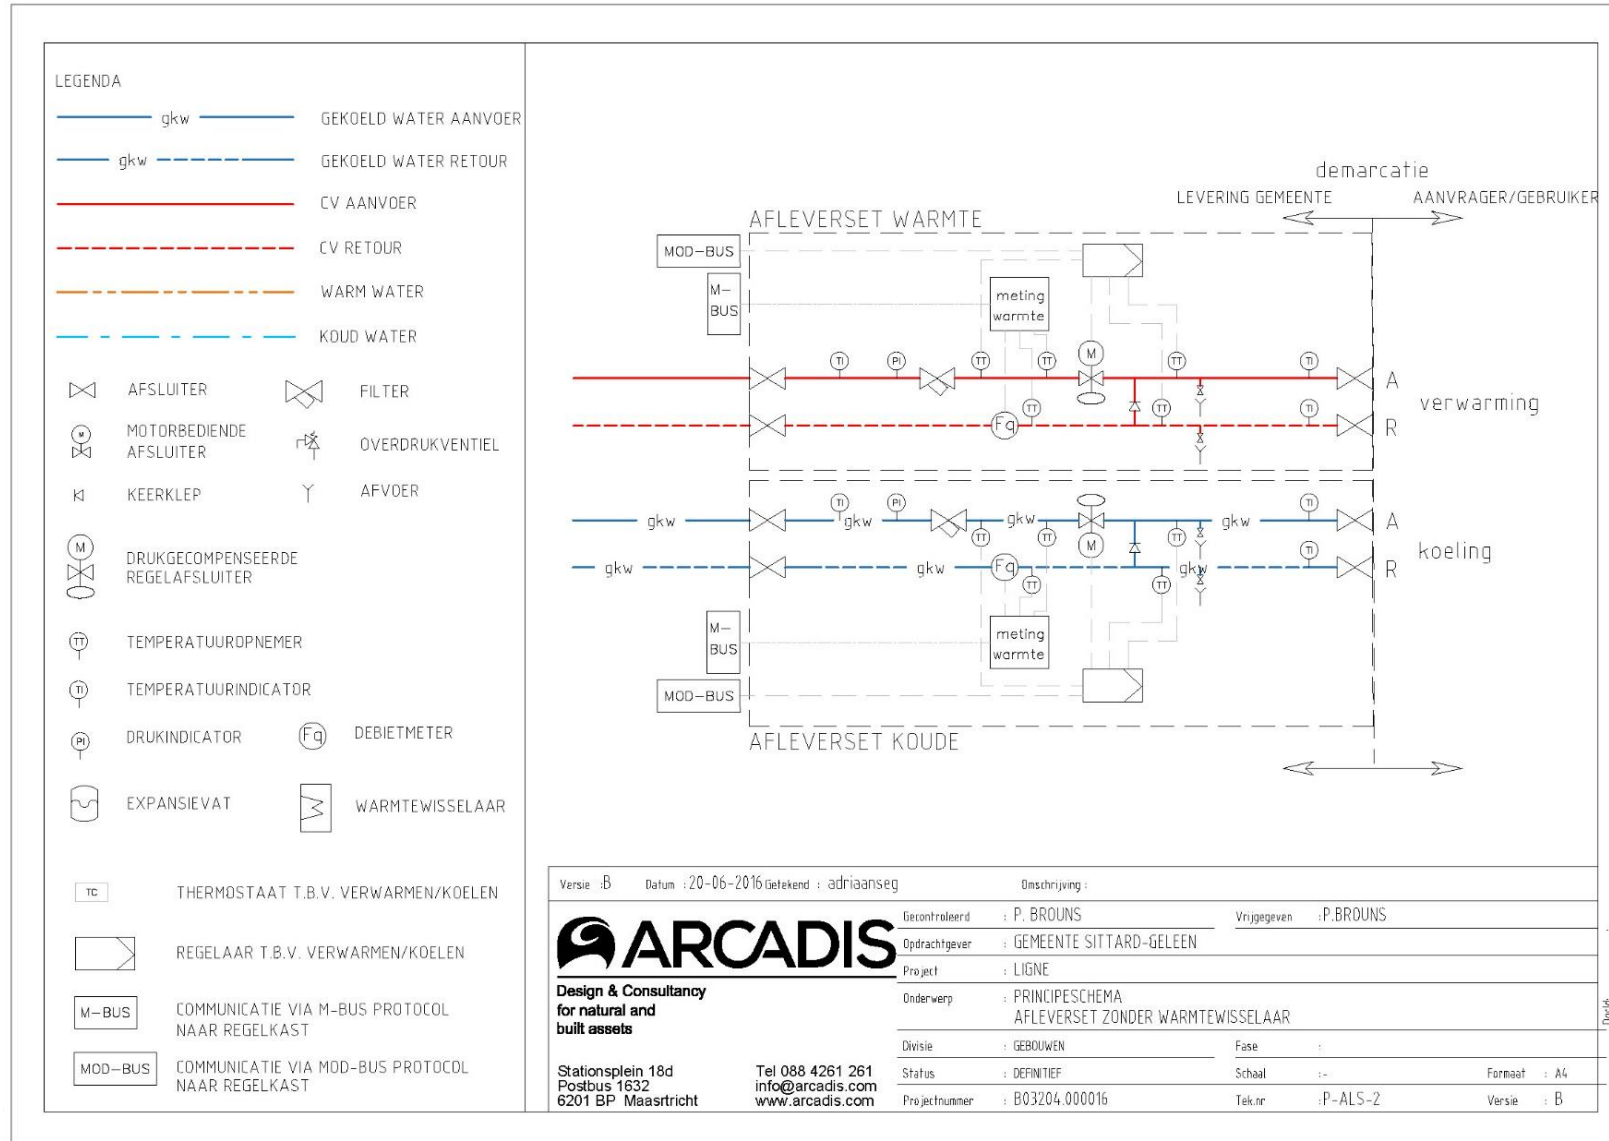 LEGENDA
gkw GEKOELD WATER AANVOER
gkw GEKOELD WATER RETOUR
CV AANVOER
CV RETOUR
WARM WATER
KOUD WATER
AFSLUITER FILTER
M MOTORBEDIENDE
AFSLUITER
OVERDRUKVENTIEL
KEERKLEP AFVOER
M DRUKGECOMPENSEERDE
REGELAFSLUITER
TT TEMPERATUUROPNEMER
TI TEMPERATUURINDICATOR
PI DRUKINDICATOR Fq DEBIETMETER
EXPANSIEVAT WARMTEWISSELAAR
TC THERMOSTAAT T.B.V. VERWARMEN/KOELEN
REGELAAR T.B.V. VERWARMEN/KOELEN
M-BUS COMMUNICATIE VIA M-BUS PROTOCOL
NAAR REGELKAST
MOD-BUS COMMUNICATIE VIA MOD-BUS PROTOCOL
NAAR REGELKAST
demarcatie
LEVERING GEMEENTE AANVRAGER/GEBRUIKER
AFLEVERSET WARMTE
MOD-BUS
M-
BUS
meting
warmte
TI PI TT TT M TT TI
A
verwarming
Fq TT TT TI
R
TI PI TI
gkw gkw gkw gkw A
TT TT M TT
koeling
gkw gkw Fq gkw TI R
TT TT
M-
BUS
meting
warmte
MOD-BUS
AFLEVERSET KOUDE
Versie :B Datum :20-06-2016 Getekend : adriaanseg Omschrijving :
ARCADIS
Design & Consultancy
for natural and
built assets
Stationsplein 18d Tel 088 4261 261
Postbus 1632 info@arcadis.com
6201 BP Maasrtricht www.arcadis.com
Gecontroleerd : P. BROUNS Vrijgegeven :P.BROUNS
Opdrachtgever : GEMEENTE SITTARD-GELEEN
Project : LIGNE
Onderwerp : PRINCIPESCHEMA
AFLEVERSET ZONDER WARMTEWISSELAAR
Divisie : GEBOUWEN Fase :
Status : DEFINITIEF Schaal :- Formaat : A4
Projectnummer : B03204.000016 Tek.nr :P-ALS-2 Versie : B